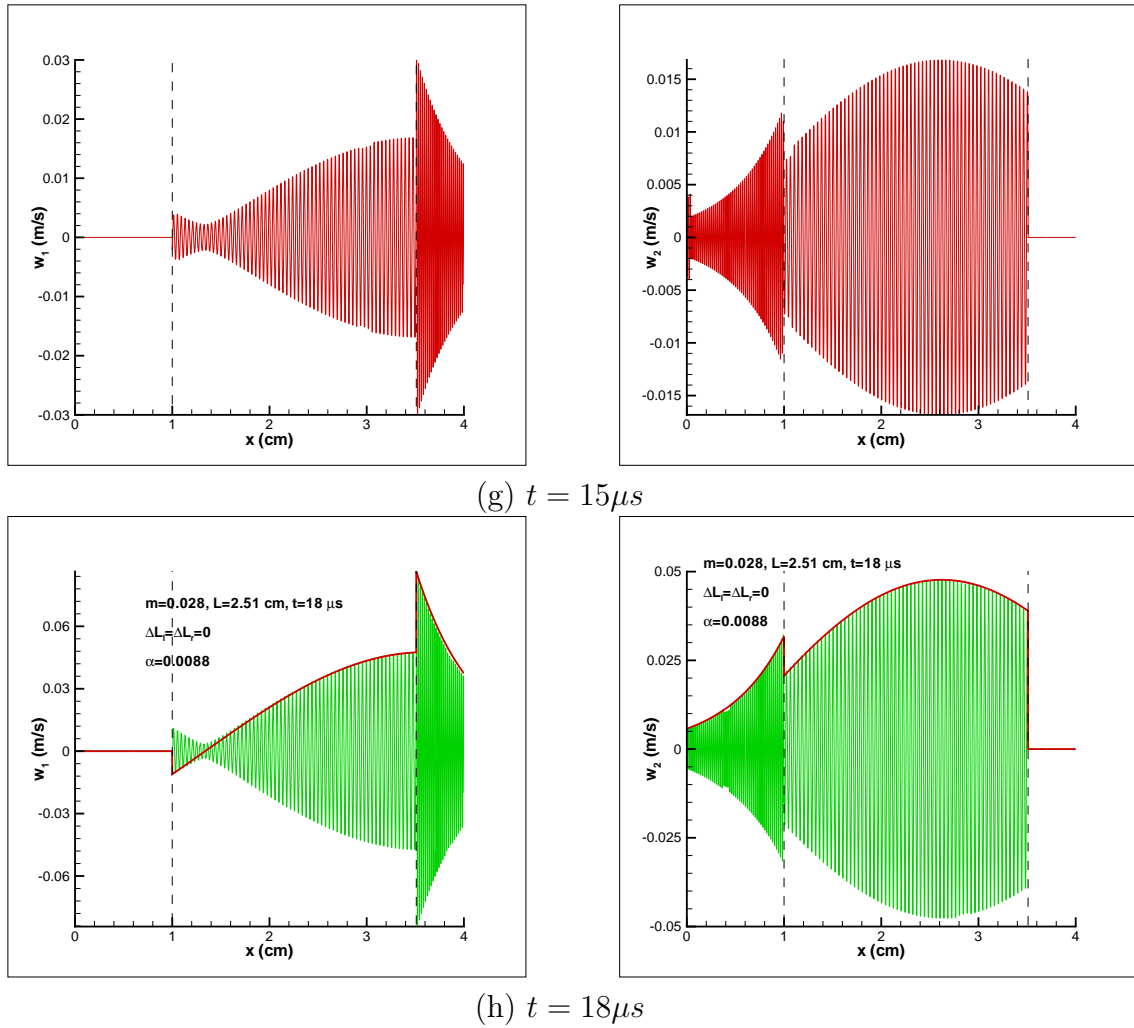 0.03
0.02
0.01
0
-0.01
-0.02
-0.03
w₁ (m/s)
0 1 2 3 4
x (cm)
0.015
0.01
0.005
0
-0.005
-0.01
-0.015
w₂ (m/s)
0 1 2 3 4
x (cm)
(g) t = 15μs
m=0.028, L=2.51 cm, t=18 μs
ΔLₗ=ΔLᵣ=0
α=0.0088
0.06
0.03
0
-0.03
-0.06
w₁ (m/s)
0 1 2 3 4
x (cm)
m=0.028, L=2.51 cm, t=18 μs
ΔLₗ=ΔLᵣ=0
α=0.0088
0.05
0.025
0
-0.025
-0.05
w₂ (m/s)
0 1 2 3 4
x (cm)
(h) t = 18μs